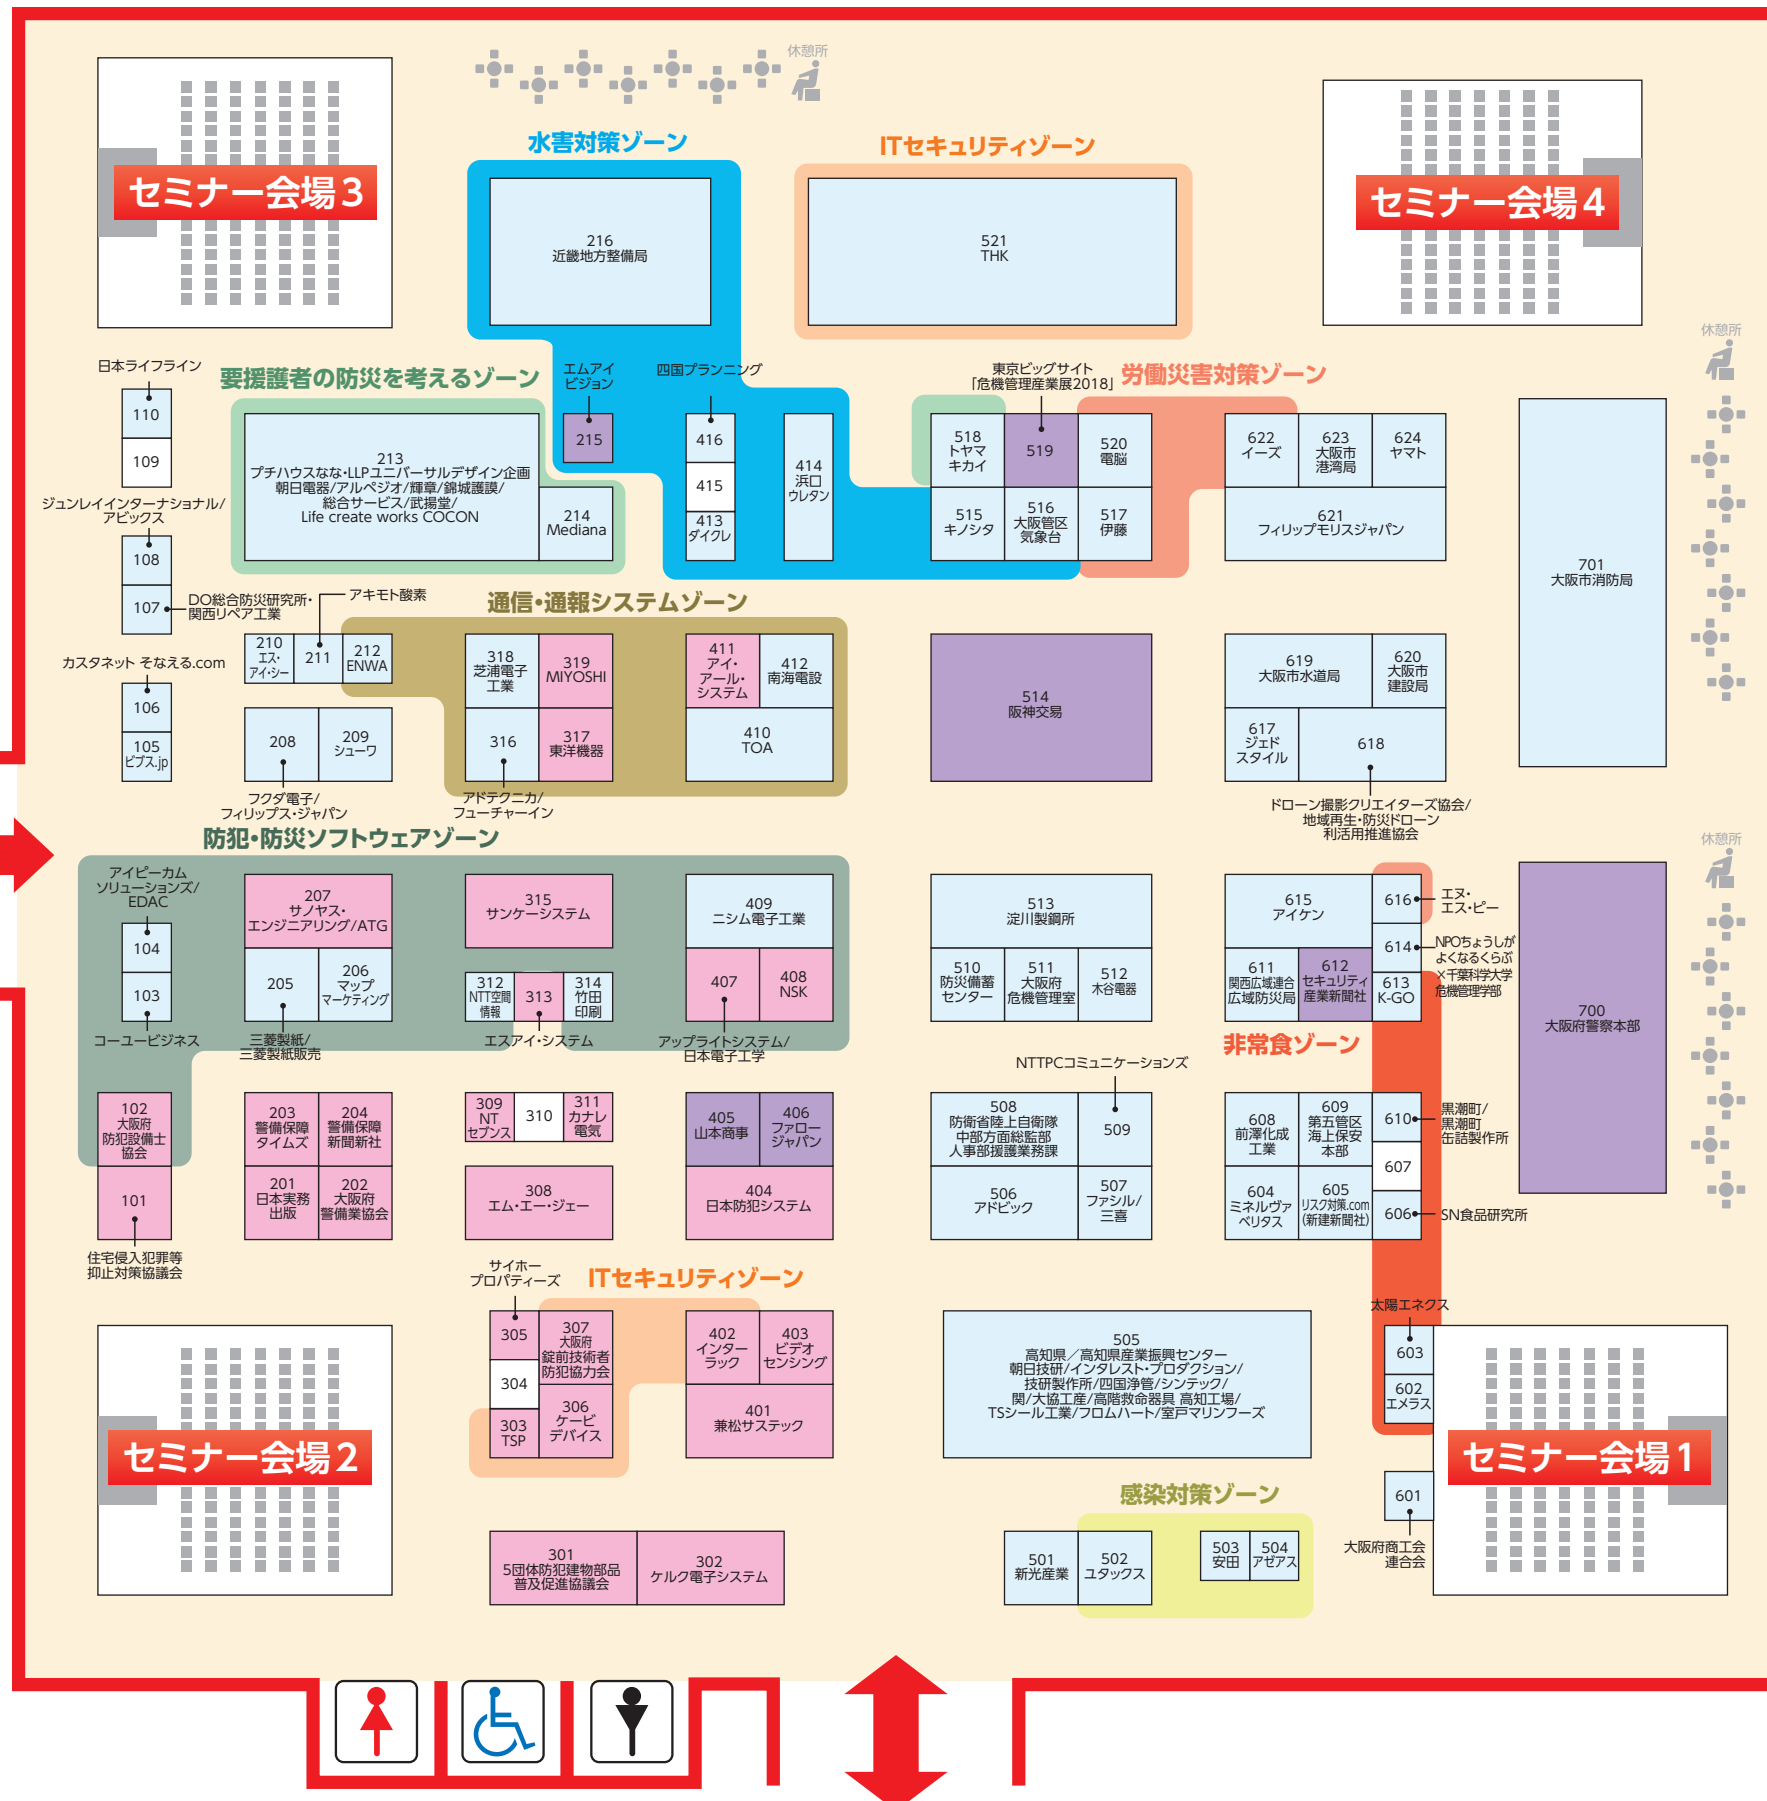 休憩所
水害対策ゾーン
ITセキュリティゾーン
セミナー会場3
セミナー会場4
216
近畿地方整備局
521
THK
休憩所
日本ライフライン
110
109
ジュンレイインターナショナル/
アビックス
108
107
DO総合防災研究所・
関西リペア工業
カスタネット そなえる.com
106
105
ビブス.jp
要援護者の防災を考えるゾーン
213
プチハウスなな・LLPユニバーサルデザイン企画
朝日電器/アルペジオ/輝章/錦城護謨/
総合サービス/武揚堂/
Life create works COCON
214
Mediana
エムアイ
ビジョン
215
四国プランニング
416
415
413
ダイクレ
414
浜口
ウレタン
東京ビッグサイト
「危機管理産業展2018」
518
トヤマ
キカイ
519
520
電脳
515
キノシタ
516
大阪管区
気象台
517
伊藤
労働災害対策ゾーン
622
イーズ
623
大阪市
港湾局
624
ヤマト
621
フィリップモリスジャパン
701
大阪市消防局
アキモト酸素
210
エス・
アイ・シー
211
212
ENWA
208
209
シューワ
フクダ電子/
フィリップス・ジャパン
通信・通報システムゾーン
318
芝浦電子
工業
319
MIYOSHI
316
317
東洋機器
アドテクニカ/
フューチャーイン
411
アイ・
アール・
システム
412
南海電設
410
TOA
514
阪神交易
619
大阪市水道局
620
大阪市
建設局
617
ジェド
スタイル
618
ドローン撮影クリエイターズ協会/
地域再生・防災ドローン
利活用推進協会
防犯・防災ソフトウェアゾーン
アイピーカム
ソリューションズ/
EDAC
104
103
コーユービジネス
207
サノヤス・
エンジニアリング/ATG
205
206
マップ
マーケティング
三菱製紙/
三菱製紙販売
315
サンケーシステム
312
NTT空間
情報
313
314
竹田
印刷
エスアイ・システム
409
ニシム電子工業
407
408
NSK
アップライトシステム/
日本電子工学
513
淀川製鋼所
510
防災備蓄
センター
511
大阪府
危機管理室
512
木谷電器
615
アイケン
616
エヌ・
エス・ピー
614
NPOちょうしが
よくなるくらぶ
×千葉科学大学
危機管理学部
611
関西広域連合
広域防災局
612
セキュリティ
産業新聞社
613
K-GO
休憩所
700
大阪府警察本部
102
大阪府
防犯設備士
協会
101
住宅侵入犯罪等
抑止対策協議会
203
警備保障
タイムズ
204
警備保障
新聞新社
201
日本実務
出版
202
大阪府
警備業協会
309
NT
セブンス
310
311
カナレ
電気
308
エム・エー・ジェー
405
山本商事
406
ファロー
ジャパン
404
日本防犯システム
NTTPCコミュニケーションズ
508
防衛省陸上自衛隊
中部方面総監部
人事部援護業務課
509
506
アドビック
507
ファシル/
三喜
非常食ゾーン
608
前澤化成
工業
609
第五管区
海上保安
本部
610
黒潮町/
黒潮町
缶詰製作所
607
604
ミネルヴァ
ベリタス
605
リスク対策.com
(新建新聞社)
606
SN食品研究所
サイホー
プロパティーズ
ITセキュリティゾーン
305
304
303
TSP
307
大阪府
錠前技術者
防犯協力会
306
ケービ
デバイス
402
インター
ラック
403
ビデオ
センシング
401
兼松サステック
505
高知県／高知県産業振興センター
朝日技研/インタレスト・プロダクション/
技研製作所/四国浄管/シンテック/
関/大協工産/高階救命器具 高知工場/
TSシール工業/フロムハート/室戸マリンフーズ
太陽エネクス
603
602
エメラス
601
大阪府商工会
連合会
セミナー会場2
セミナー会場1
感染対策ゾーン
301
5団体防犯建物部品
普及促進協議会
302
ケルク電子システム
501
新光産業
502
ユタックス
503
安田
504
アゼアス